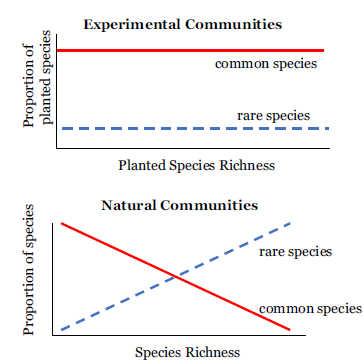 Experimental Communities
Proportion of
planted species
common species
rare species
Planted Species Richness
Natural Communities
Proportion of species
rare species
common species
Species Richness